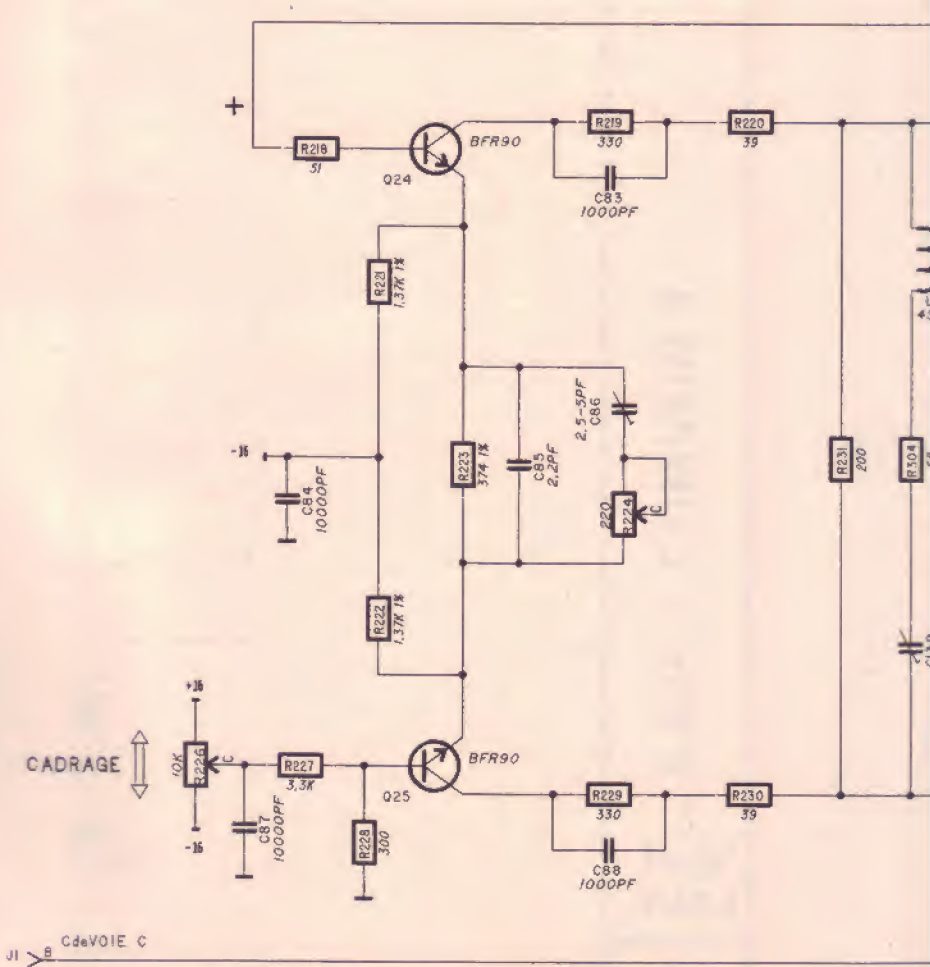 +
R218
51
Q24
BFR90
R219
330
C83
1000PF
R220
39
R221
1,37K 1%
-16
C84
10000PF
R223
374 1%
C85
2,2PF
2,5-5PF
C86
220
R224
C
R231
200
R304
R222
1,37K 1%
+16
CADRAGE
10K
R226
C
-16
C87
10000PF
R227
3,3K
R228
300
Q25
BFR90
R229
330
C88
1000PF
R230
39
J1
8
CdeVOIE C